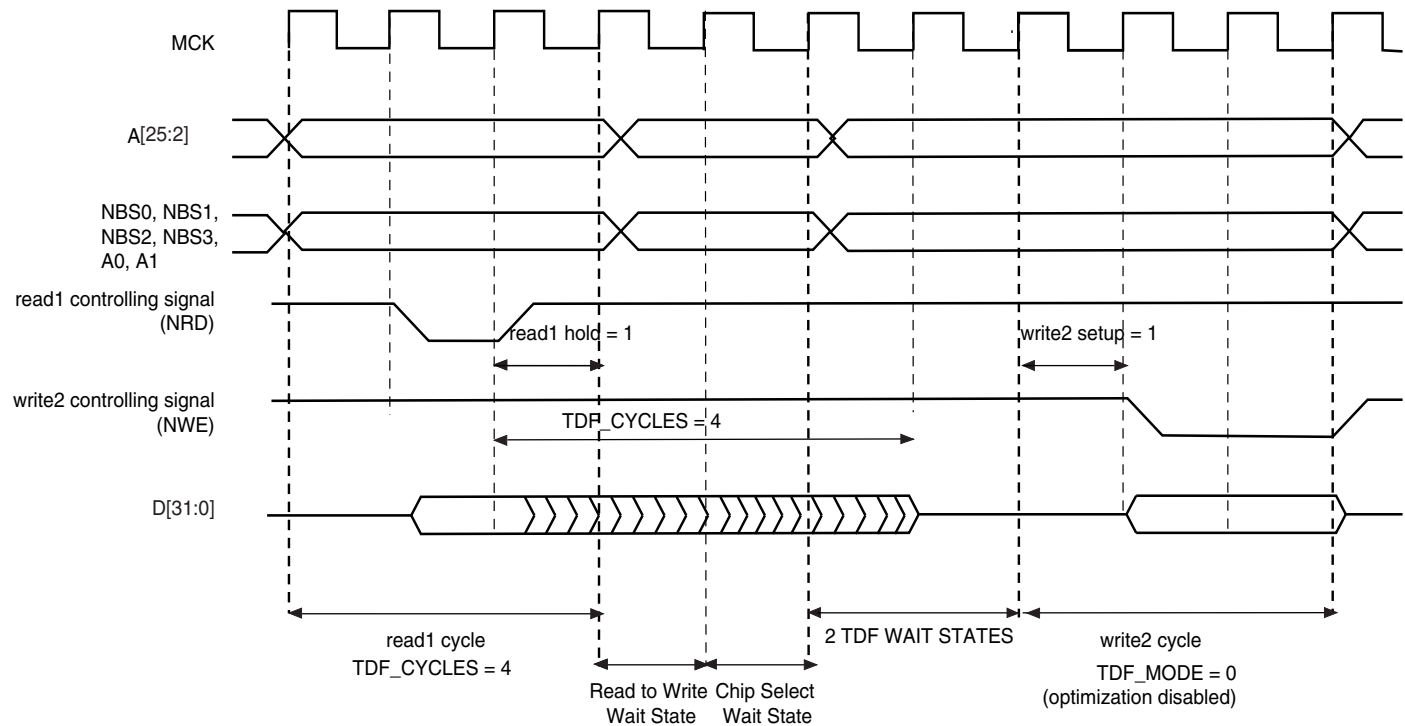 MCK
A[25:2]
NBS0, NBS1,
NBS2, NBS3,
A0, A1
read1 controlling signal
(NRD)
read1 hold = 1
write2 setup = 1
write2 controlling signal
(NWE)
TDF_CYCLES = 4
D[31:0]
read1 cycle
TDF_CYCLES = 4
2 TDF WAIT STATES
write2 cycle
TDF_MODE = 0
(optimization disabled)
Read to Write
Wait State
Chip Select
Wait State